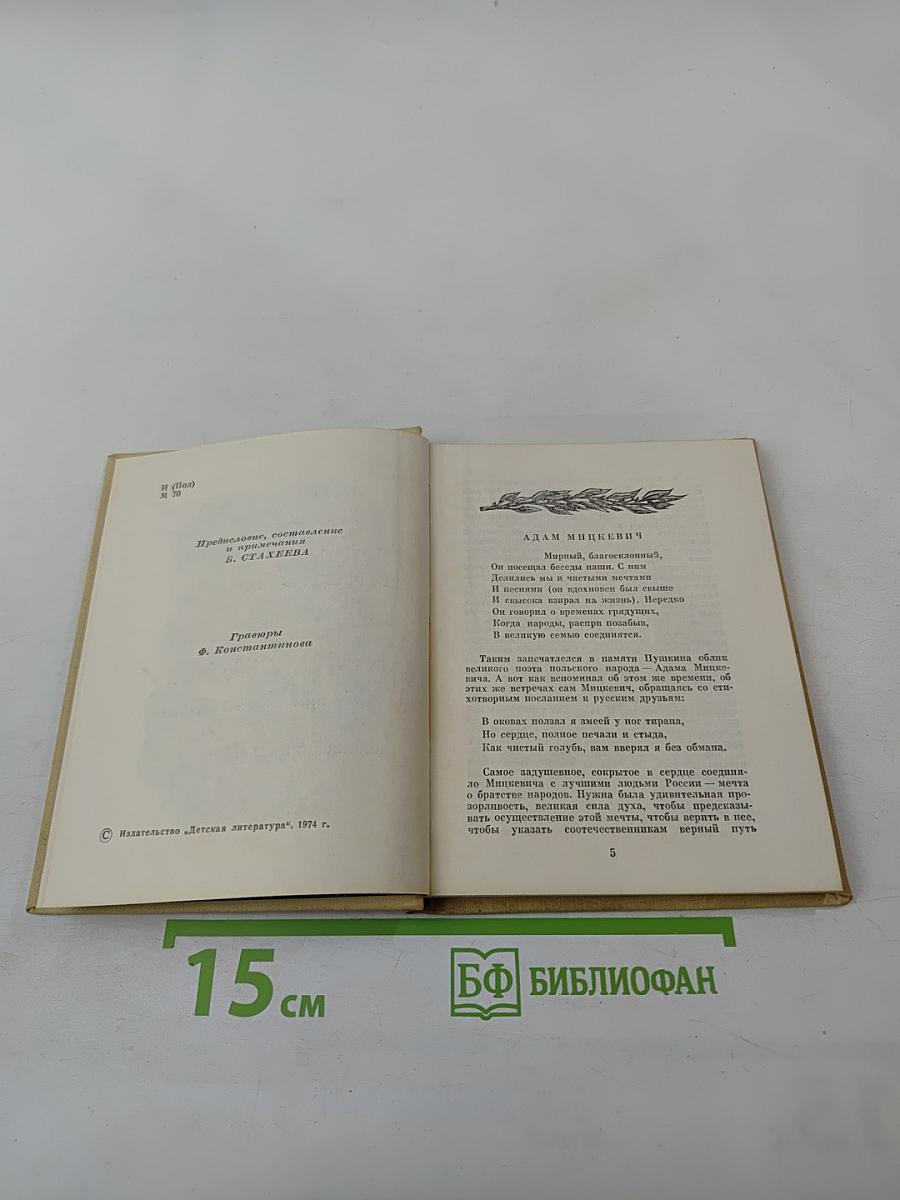 И (Пол)
М 70
Предисловие, составление
и примечания
Б. СТАХЕЕВА
Гравюры
Ф. Константинова
© Издательство „Детская литература", 1974 г.
АДАМ МИЦКЕВИЧ
Мирный, благосклонный,
Он посещал беседы наши. С ним
Делились мы и чистыми мечтами
И песнями (он вдохновен был свыше
И свысока взирал на жизнь). Нередко
Он говорил о временах грядущих,
Когда народы, распри позабыв,
В великую семью соединятся.
Таким запечатлелся в памяти Пушкина облик
великого поэта польского народа — Адама Мицке-
вича. А вот как вспоминал об этом же времени, об
этих же встречах сам Мицкевич, обращаясь со сти-
хотворным посланием к русским друзьям:
В оковах ползал я змеей у ног тирана,
Но сердце, полное печали и стыда,
Как чистый голубь, вам вверял я без обмана.
Самое задушевное, сокрытое в сердце соединя-
ло Мицкевича с лучшими людьми России — мечта
о братстве народов. Нужна была удивительная про-
зорливость, великая сила духа, чтобы предсказы-
вать осуществление этой мечты, чтобы верить в нее,
чтобы указать соотечественникам верный путь
5
15 см
БФ БИБЛИОФАН